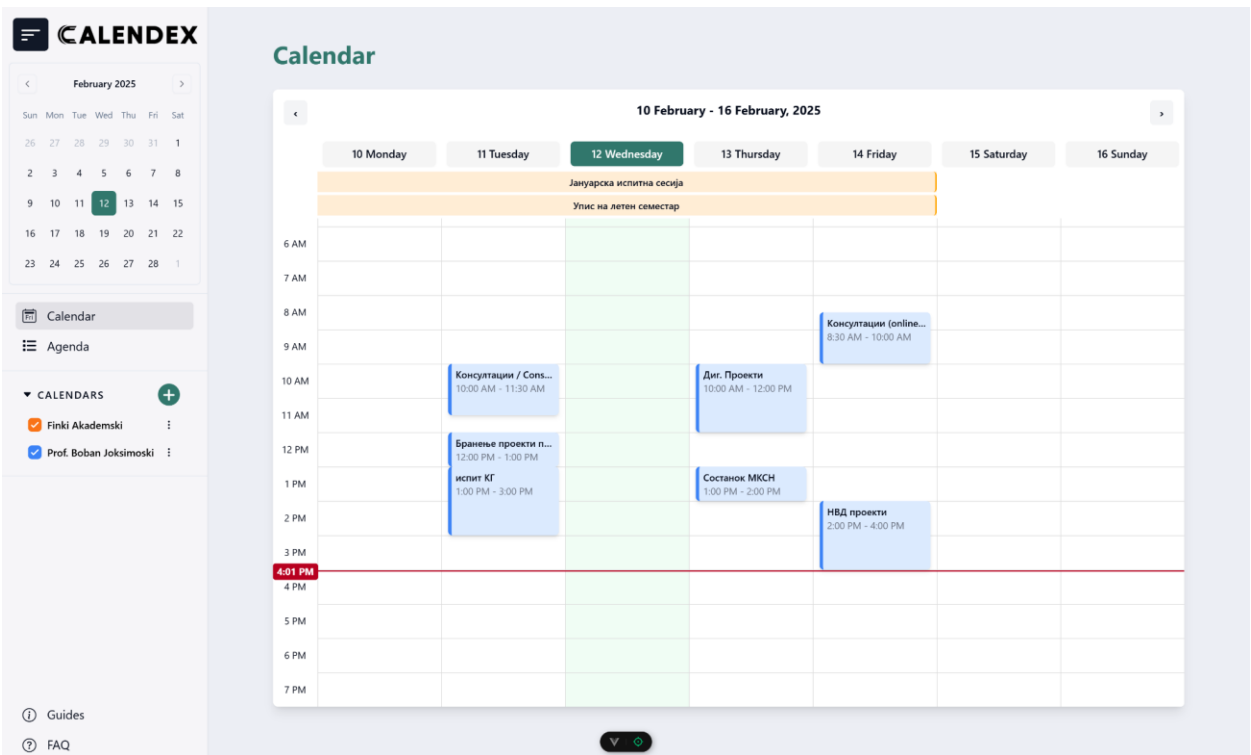 CALENDEX
February 2025
Sun Mon Tue Wed Thu Fri Sat
26 27 28 29 30 31 1
2 3 4 5 6 7 8
9 10 11 12 13 14 15
16 17 18 19 20 21 22
23 24 25 26 27 28 1
Fri Calendar
Agenda
CALENDARS
Finki Akademski
Prof. Boban Joksimoski
Guides
FAQ
Calendar
10 February - 16 February, 2025
10 Monday 11 Tuesday 12 Wednesday 13 Thursday 14 Friday 15 Saturday 16 Sunday
Јануарска испитна сесија
Упис на летен семестар
6 AM
7 AM
8 AM
Консултации (online...
8:30 AM - 10:00 AM
9 AM
10 AM
Консултации / Cons...
10:00 AM - 11:30 AM
Диг. Проекти
10:00 AM - 12:00 PM
11 AM
12 PM
Бранење проекти п...
12:00 PM - 1:00 PM
1 PM
испит КГ
1:00 PM - 3:00 PM
Состанок МКСН
1:00 PM - 2:00 PM
2 PM
НВД проекти
2:00 PM - 4:00 PM
3 PM
4:01 PM
4 PM
5 PM
6 PM
7 PM